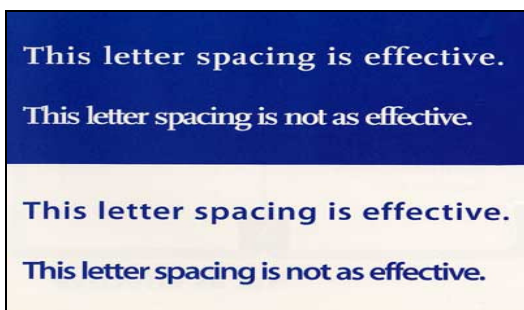 This letter spacing is effective.
This letter spacing is not as effective.
This letter spacing is effective.
This letter spacing is not as effective.